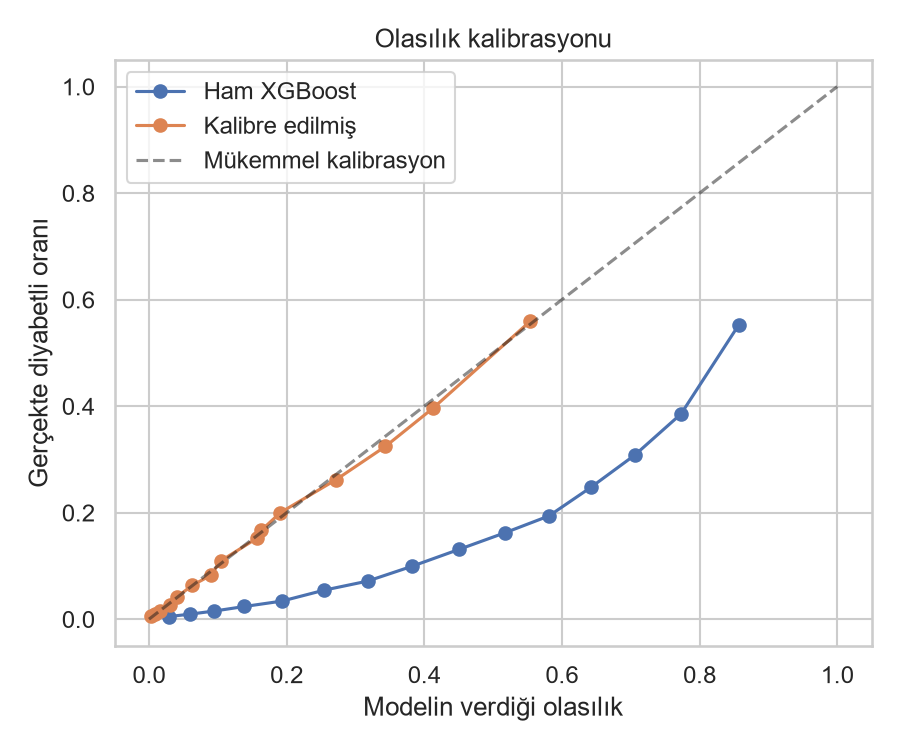 Olasılık kalibrasyonu
Ham XGBoost
Kalibre edilmiş
Mükemmel kalibrasyon
1.0
0.8
0.6
0.4
0.2
0.0
Gerçekte diyabetli oranı
0.0 0.2 0.4 0.6 0.8 1.0
Modelin verdiği olasılık